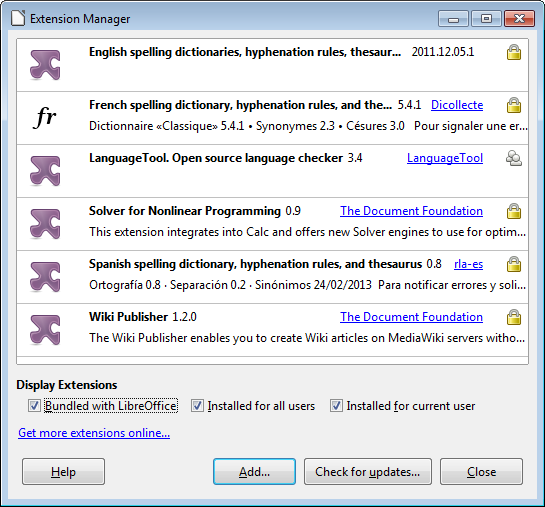 Extension Manager
English spelling dictionaries, hyphenation rules, thesaur... 2011.12.05.1
fr
French spelling dictionary, hyphenation rules, and the... 5.4.1 Dicollecte
Dictionnaire «Classique» 5.4.1 • Synonymes 2.3 • Césures 3.0 Pour signaler une er...
LanguageTool. Open source language checker 3.4 LanguageTool
Solver for Nonlinear Programming 0.9 The Document Foundation
This extension integrates into Calc and offers new Solver engines to use for optim...
Spanish spelling dictionary, hyphenation rules, and thesaurus 0.8 rla-es
Ortografía 0.8 · Separación 0.2 · Sinónimos 24/02/2013 Para notificar errores y soli...
Wiki Publisher 1.2.0 The Document Foundation
The Wiki Publisher enables you to create Wiki articles on MediaWiki servers witho...
Display Extensions
Bundled with LibreOffice Installed for all users Installed for current user
Get more extensions online...
Help Add... Check for updates... Close